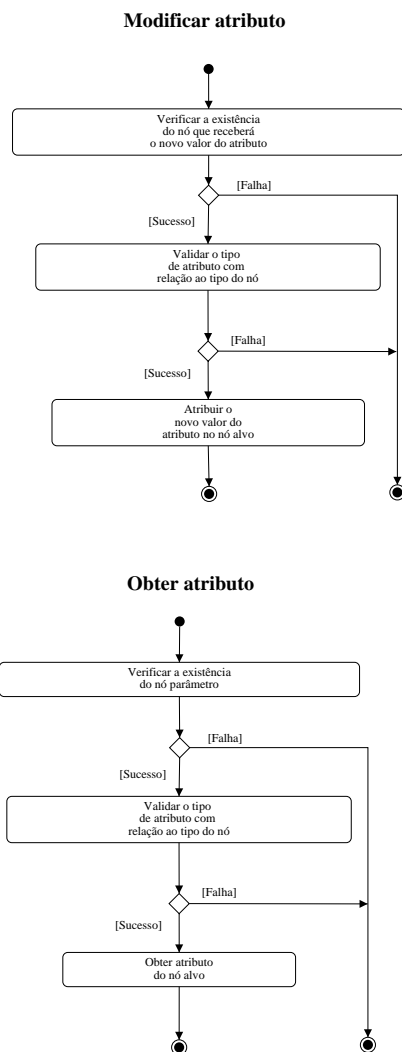 Modificar atributo
Verificar a existência
do nó que receberá
o novo valor do atributo
[Falha]
[Sucesso]
Validar o tipo
de atributo com
relação ao tipo do nó
[Falha]
[Sucesso]
Atribuir o
novo valor do
atributo no nó alvo
Obter atributo
Verificar a existência
do nó parâmetro
[Falha]
[Sucesso]
Validar o tipo
de atributo com
relação ao tipo do nó
[Falha]
[Sucesso]
Obter atributo
do nó alvo